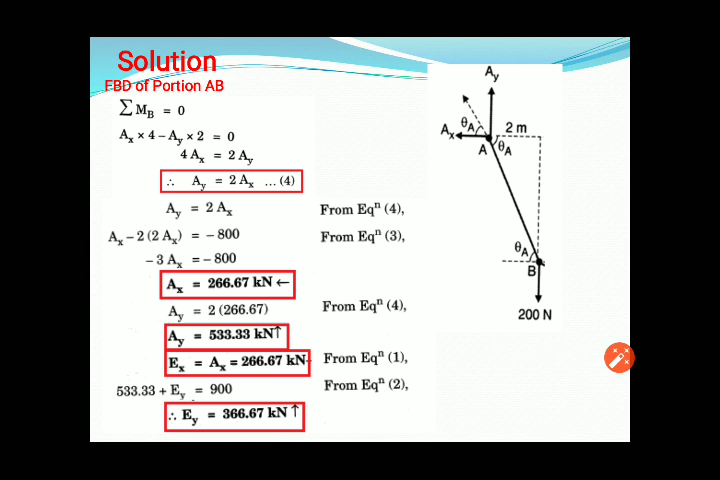 Solution
FBD of Portion AB
∑ M_B = 0
A_x × 4 – A_y × 2 = 0
4 A_x = 2 A_y
∴ A_y = 2 A_x ... (4)
A_y = 2 A_x From Eqⁿ (4),
A_x – 2 (2 A_x) = – 800 From Eqⁿ (3),
– 3 A_x = – 800
A_x = 266.67 kN ←
A_y = 2 (266.67) From Eqⁿ (4),
A_y = 533.33 kN↑
E_x = A_x = 266.67 kN From Eqⁿ (1),
533.33 + E_y = 900 From Eqⁿ (2),
∴ E_y = 366.67 kN ↑
A_y
θ_A
A_x
2 m
A
θ_A
θ_A
B
200 N